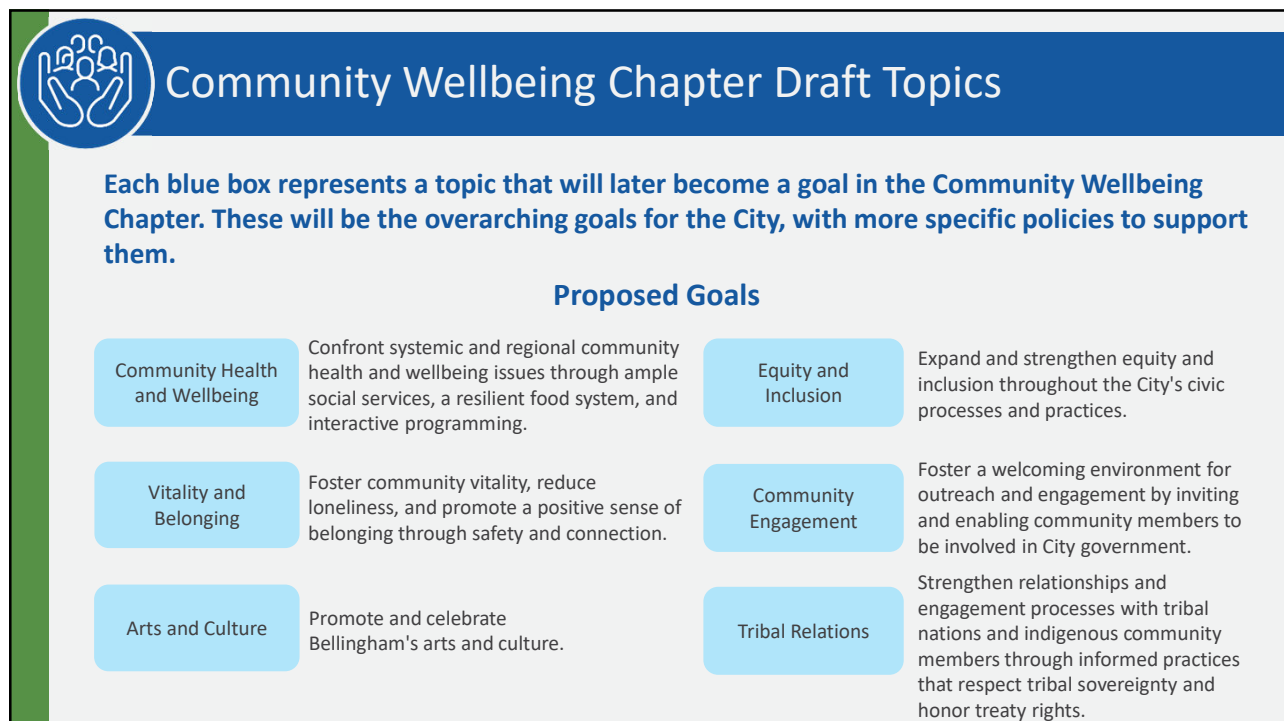 Community Wellbeing Chapter Draft Topics
Each blue box represents a topic that will later become a goal in the Community Wellbeing
Chapter. These will be the overarching goals for the City, with more specific policies to support
them.
Proposed Goals
Community Health
and Wellbeing
Confront systemic and regional community
health and wellbeing issues through ample
social services, a resilient food system, and
interactive programming.
Vitality and
Belonging
Foster community vitality, reduce
loneliness, and promote a positive sense of
belonging through safety and connection.
Arts and Culture
Promote and celebrate
Bellingham's arts and culture.
Equity and
Inclusion
Expand and strengthen equity and
inclusion throughout the City's civic
processes and practices.
Community
Engagement
Foster a welcoming environment for
outreach and engagement by inviting
and enabling community members to
be involved in City government.
Tribal Relations
Strengthen relationships and
engagement processes with tribal
nations and indigenous community
members through informed practices
that respect tribal sovereignty and
honor treaty rights.